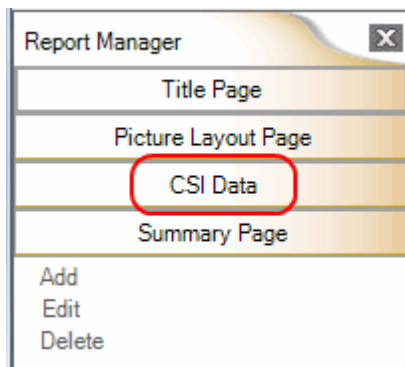 Report Manager
Title Page
Picture Layout Page
CSI Data
Summary Page
Add
Edit
Delete